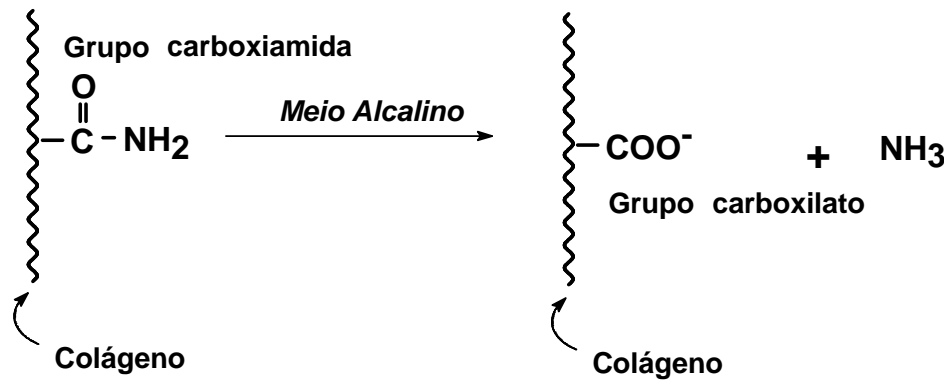 Grupo carboxiamida
O
C - NH2
Meio Alcalino
COO-
+
NH3
Grupo carboxilato
Colágeno
Colágeno